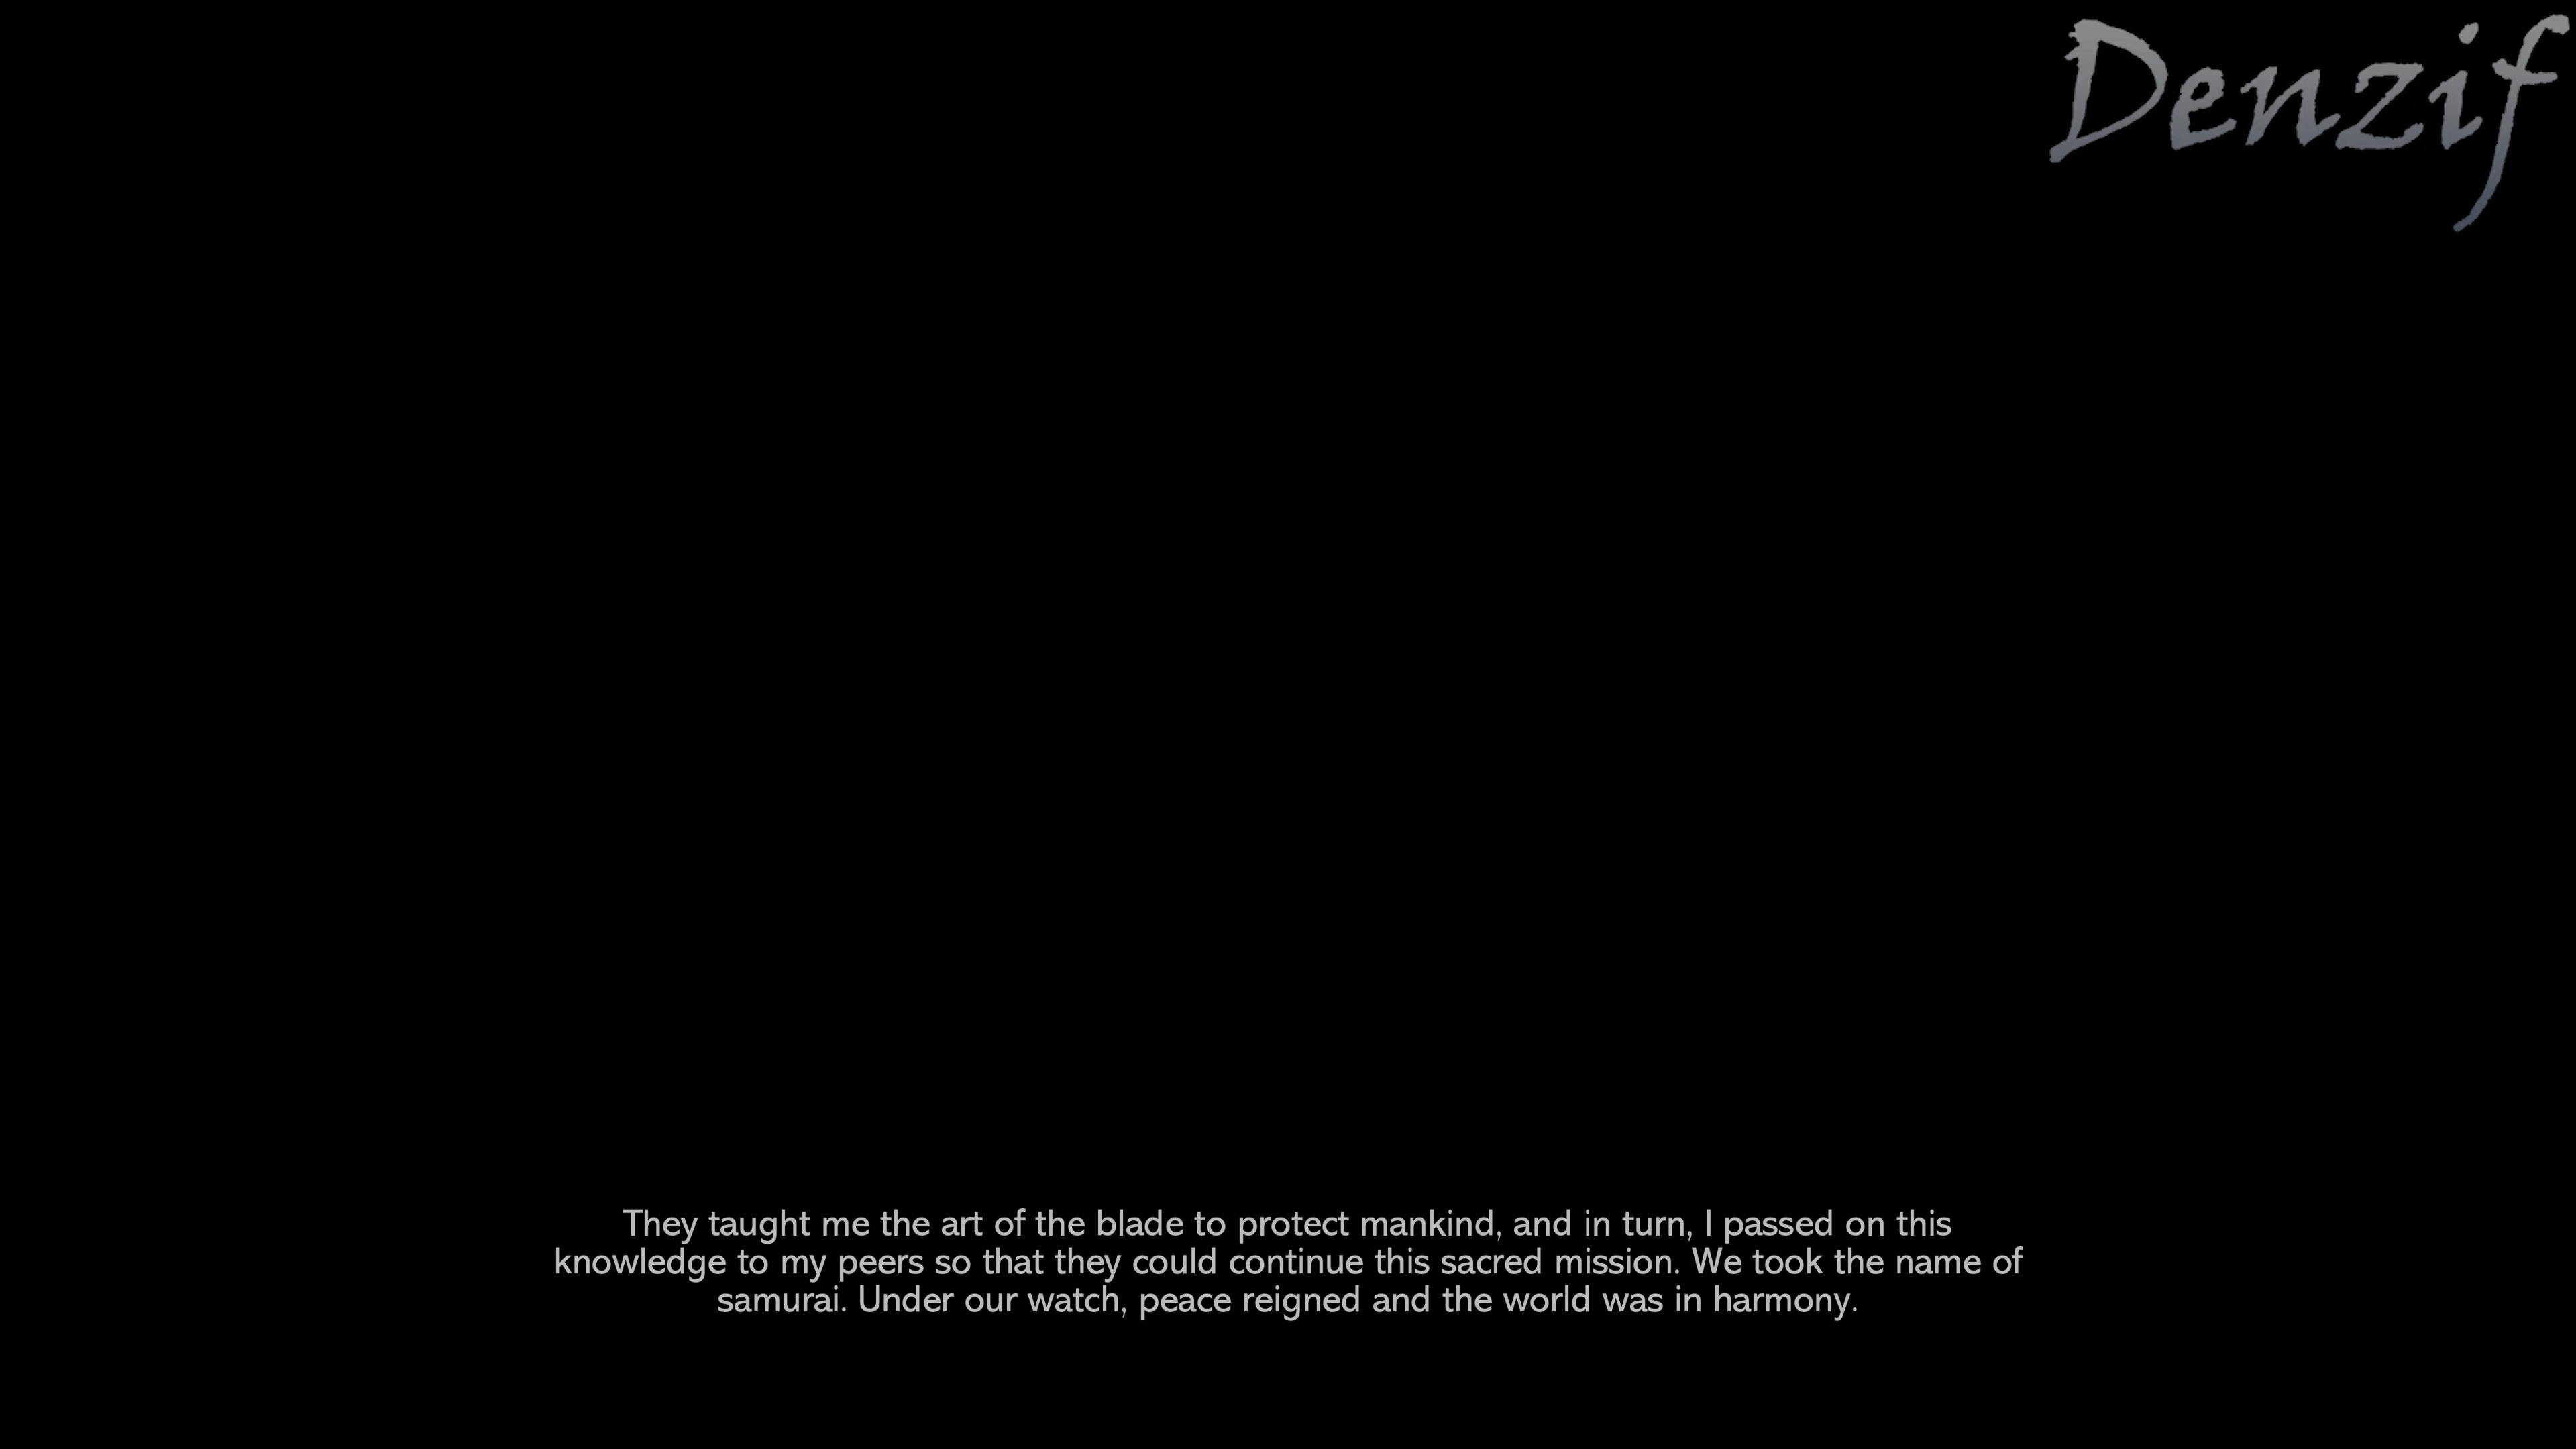 Denzif
They taught me the art of the blade to protect mankind, and in turn, I passed on this
knowledge to my peers so that they could continue this sacred mission. We took the name of
samurai. Under our watch, peace reigned and the world was in harmony.